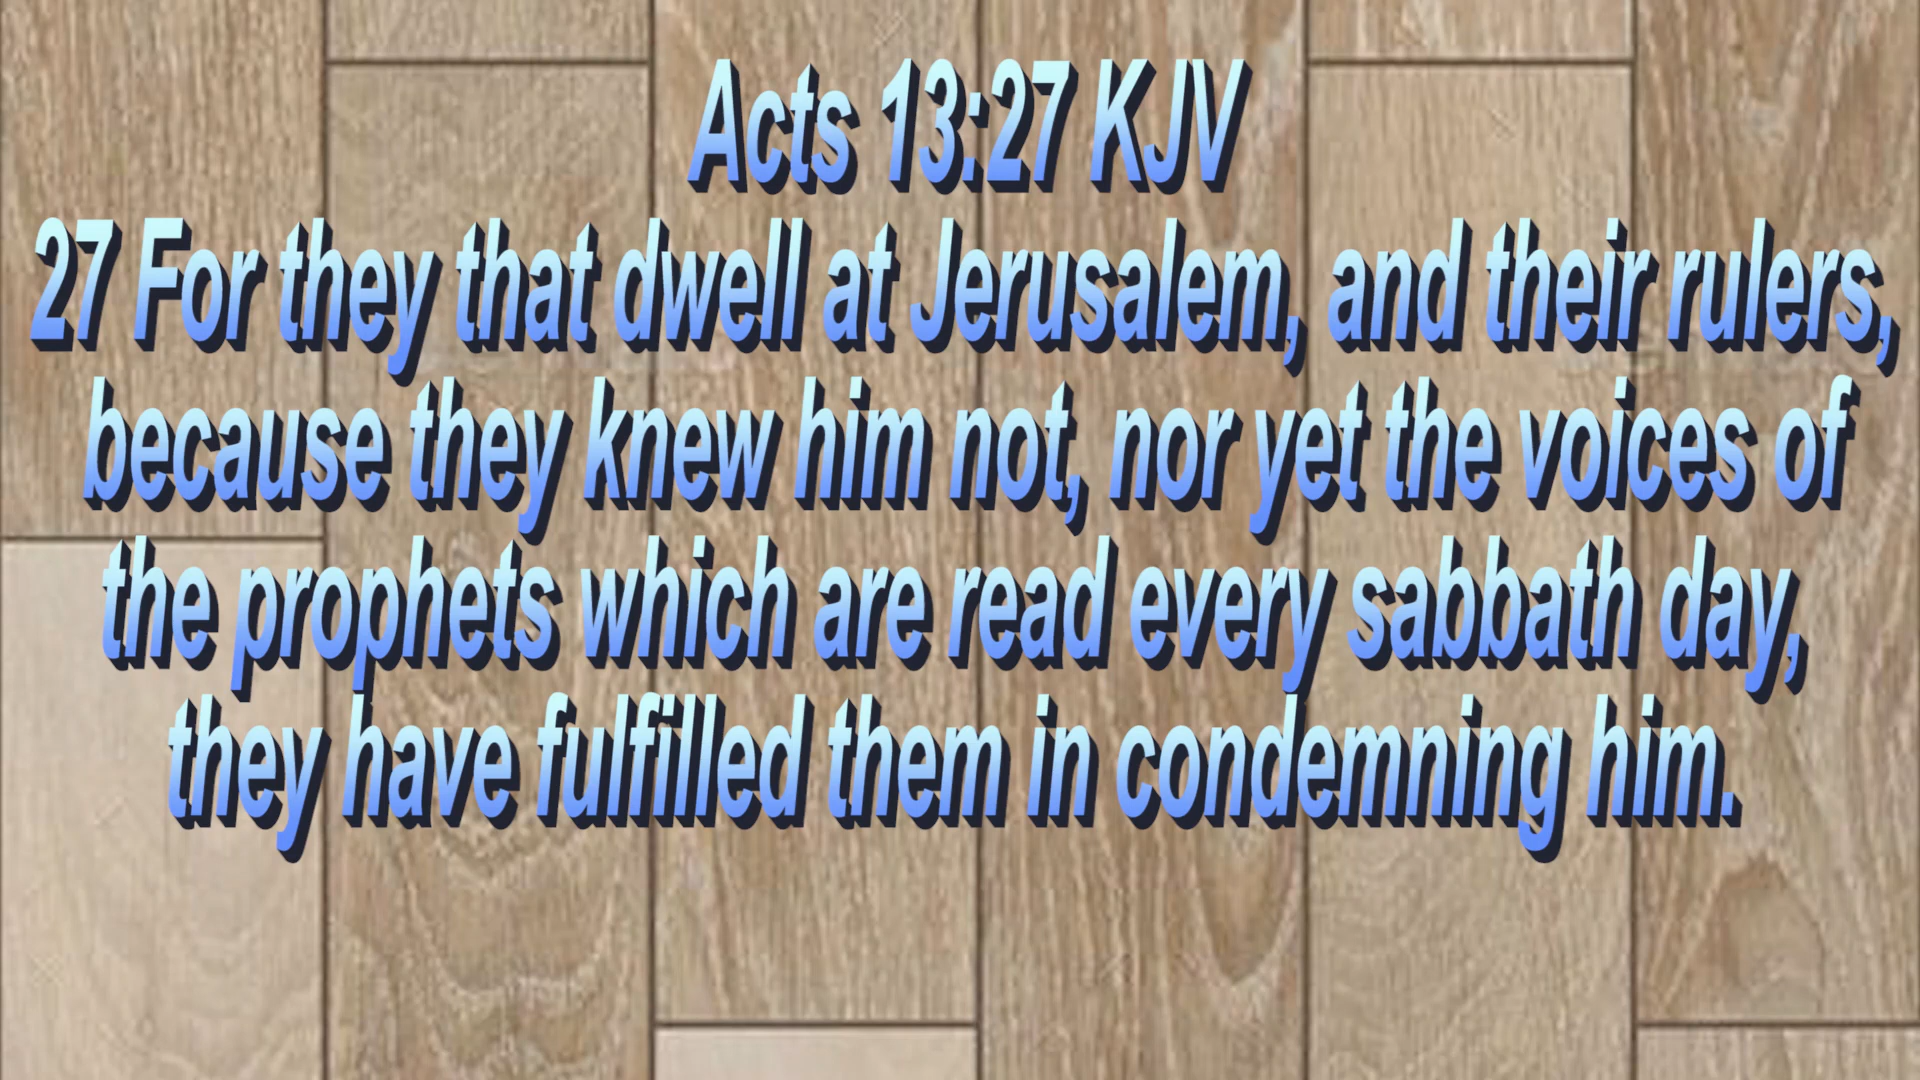 Acts 13:27 KJV
27 For they that dwell at Jerusalem, and their rulers,
because they knew him not, nor yet the voices of
the prophets which are read every sabbath day,
they have fulfilled them in condemning him.